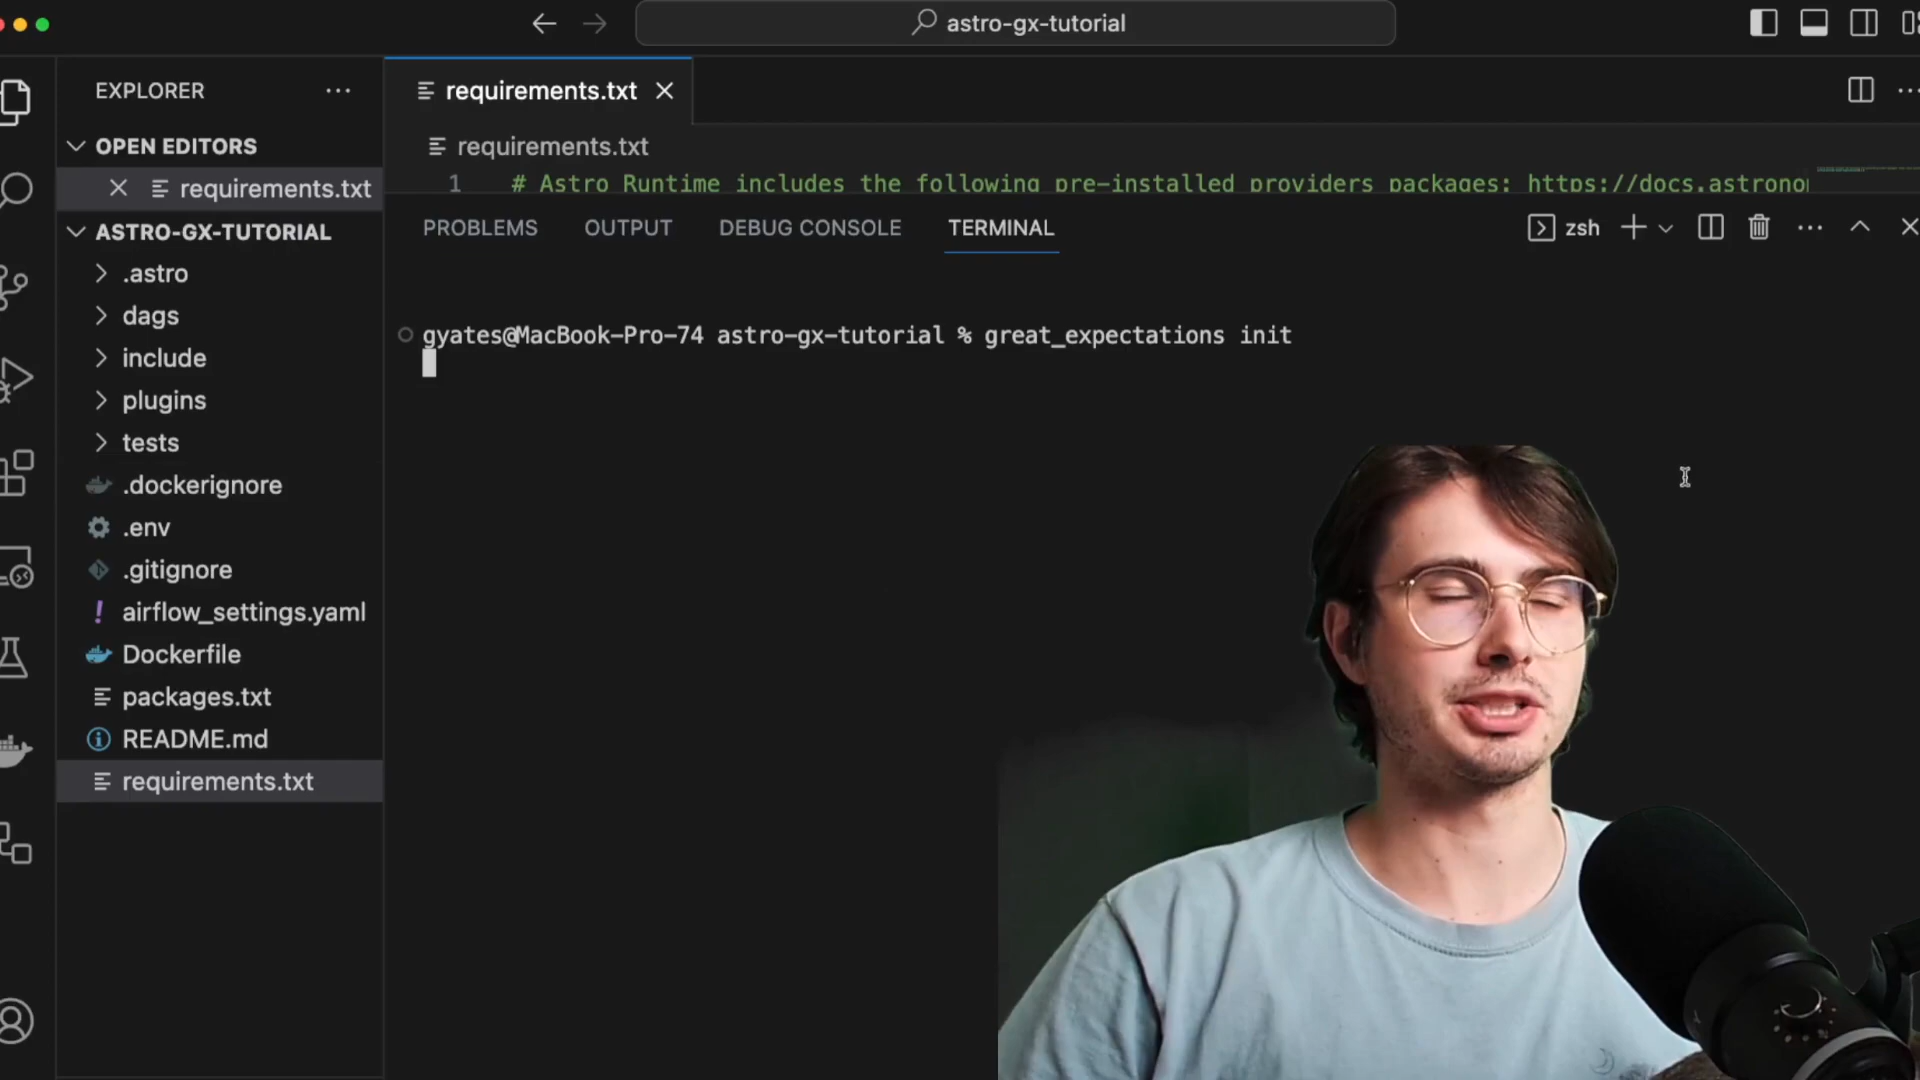 astro-gx-tutorial
EXPLORER
requirements.txt
OPEN EDITORS
requirements.txt
requirements.txt
1 # Astro Runtime includes the following pre-installed providers packages: https://docs.astrono
ASTRO-GX-TUTORIAL
PROBLEMS OUTPUT DEBUG CONSOLE TERMINAL
zsh
.astro
dags
include
plugins
tests
.dockerignore
.env
.gitignore
airflow_settings.yaml
Dockerfile
packages.txt
README.md
requirements.txt
gyates@MacBook-Pro-74 astro-gx-tutorial % great_expectations init